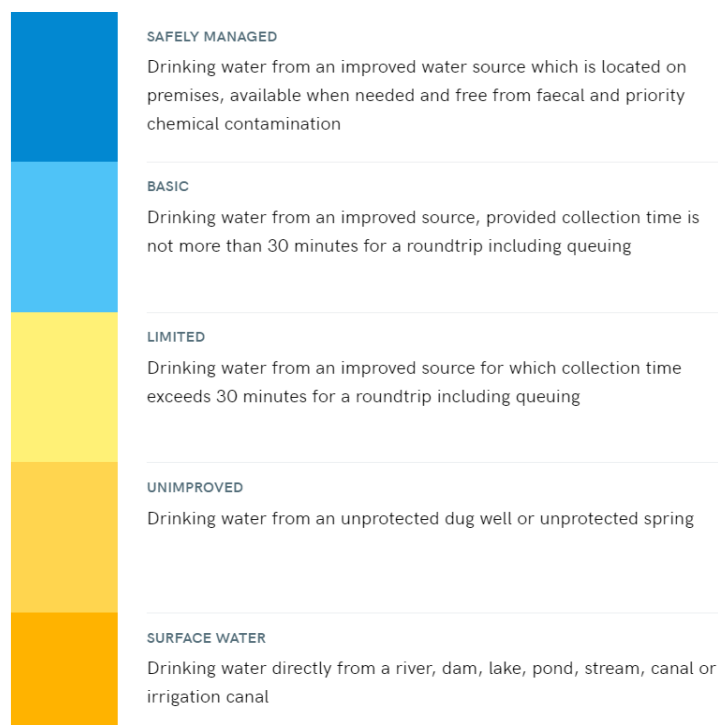 SAFELY MANAGED
Drinking water from an improved water source which is located on
premises, available when needed and free from faecal and priority
chemical contamination
BASIC
Drinking water from an improved source, provided collection time is
not more than 30 minutes for a roundtrip including queuing
LIMITED
Drinking water from an improved source for which collection time
exceeds 30 minutes for a roundtrip including queuing
UNIMPROVED
Drinking water from an unprotected dug well or unprotected spring
SURFACE WATER
Drinking water directly from a river, dam, lake, pond, stream, canal or
irrigation canal